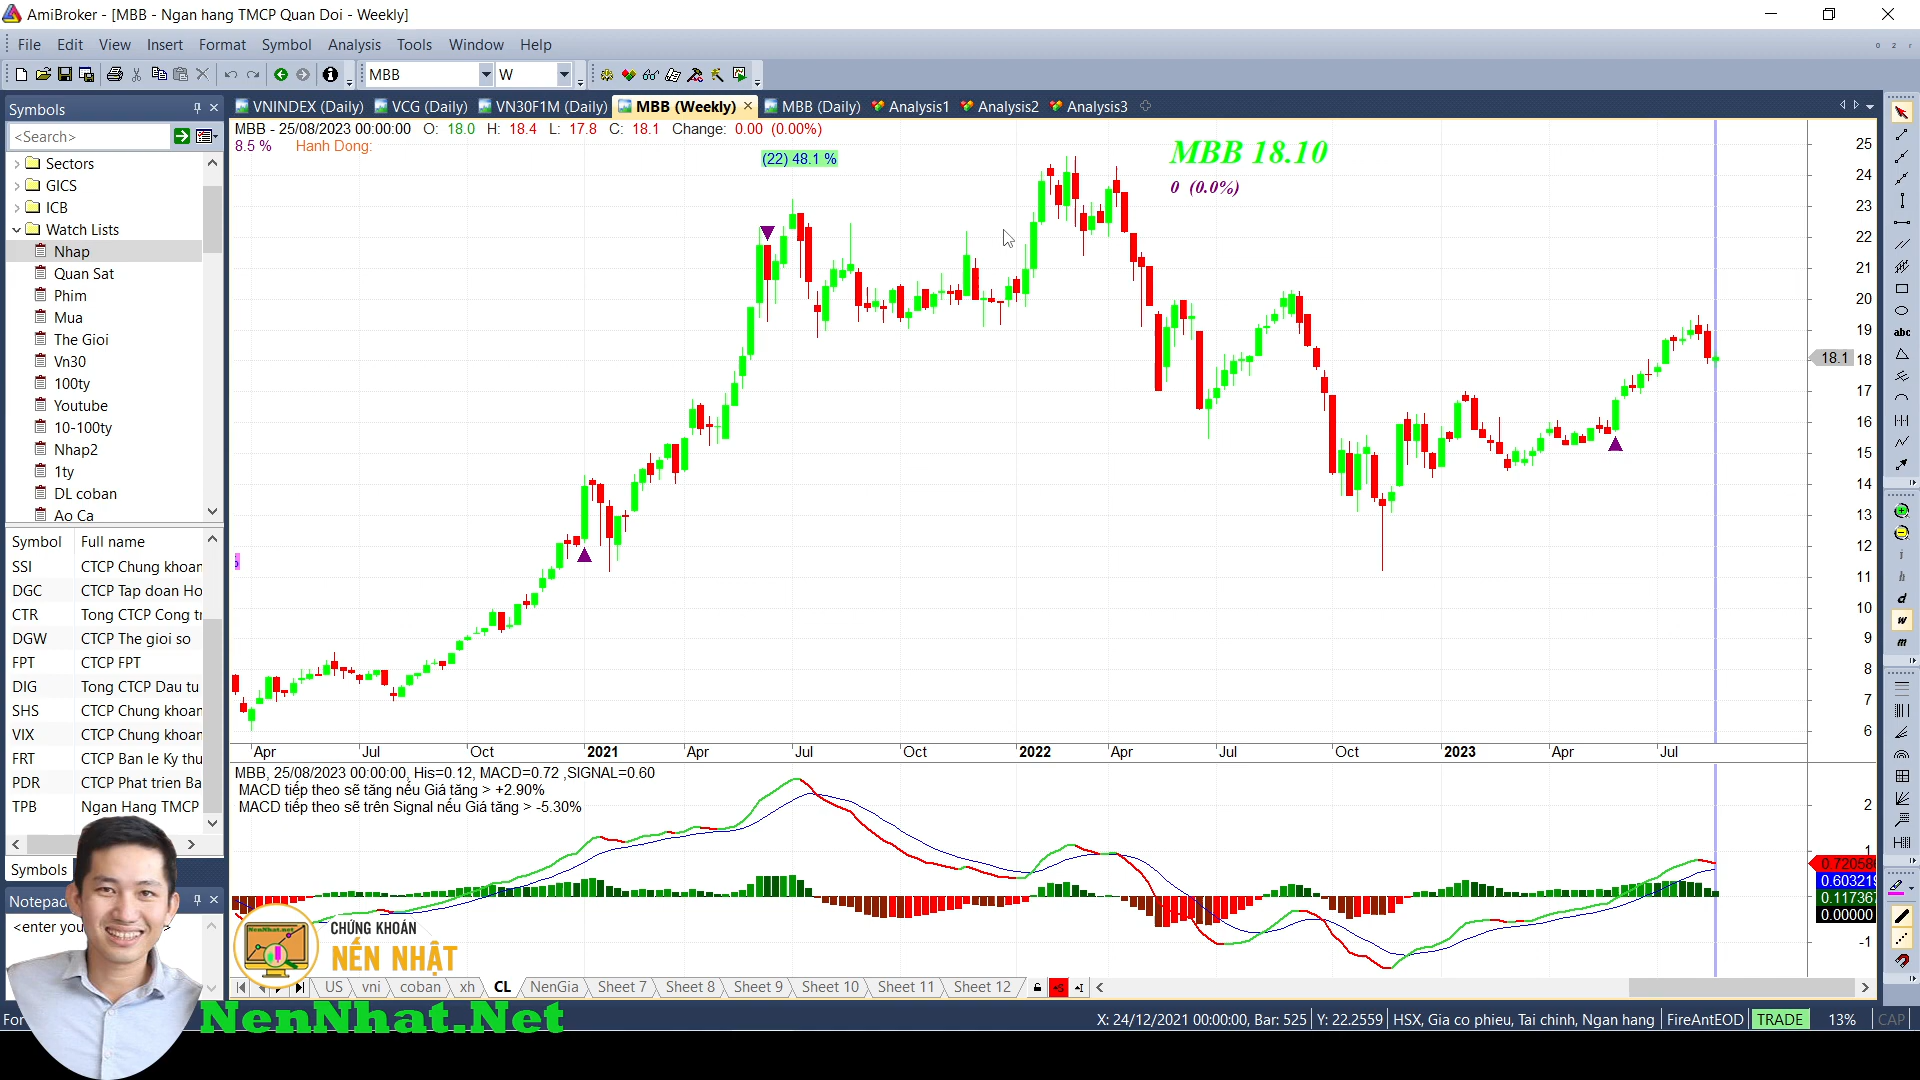 AmiBroker - [MBB - Ngan hang TMCP Quan Doi - Weekly]
File Edit View Insert Format Symbol Analysis Tools Window Help
MBB W
Symbols
<Search>
Sectors
GICS
ICB
Watch Lists
Nhap
Quan Sat
Phim
Mua
The Gioi
Vn30
100ty
Youtube
10-100ty
Nhap2
1ty
DL coban
Ao Ca
Symbol Full name
SSI CTCP Chung khoan
DGC CTCP Tap doan Ho
CTR Tong CTCP Cong tr
DGW CTCP The gioi so
FPT CTCP FPT
DIG Tong CTCP Dau tu
SHS CTCP Chung khoan
VIX CTCP Chung khoan
FRT CTCP Ban le Ky thu
PDR CTCP Phat trien Ba
TPB Ngan Hang TMCP
Symbols
Notepad
<enter you
For
VNINDEX (Daily) VCG (Daily) VN30F1M (Daily) MBB (Weekly) MBB (Daily) Analysis1 Analysis2 Analysis3
MBB - 25/08/2023 00:00:00 O: 18.0 H: 18.4 L: 17.8 C: 18.1 Change: 0.00 (0.00%)
8.5 % Hanh Dong:
(22) 48.1 %
MBB 18.10
0 (0.0%)
25
24
23
22
21
20
19
18.1 18
17
16
15
14
13
12
11
10
9
8
7
6
Apr Jul Oct 2021 Apr Jul Oct 2022 Apr Jul Oct 2023 Apr Jul
MBB, 25/08/2023 00:00:00, His=0.12, MACD=0.72 ,SIGNAL=0.60
MACD tiếp theo sẽ tăng nếu Giá tăng > +2.90%
MACD tiếp theo sẽ trên Signal nếu Giá tăng > -5.30%
2
1
0.720586
0.603219
0.117367
0.00000
-1
NenNhat.net
CHỨNG KHOÁN
NẾN NHẬT
US vni coban xh CL NenGia Sheet 7 Sheet 8 Sheet 9 Sheet 10 Sheet 11 Sheet 12
NenNhat.Net
X: 24/12/2021 00:00:00, Bar: 525 Y: 22.2559 HSX, Gia co phieu, Tai chinh, Ngan hang FireAntEOD TRADE 13% CAP
abc
i
h
d
w
m